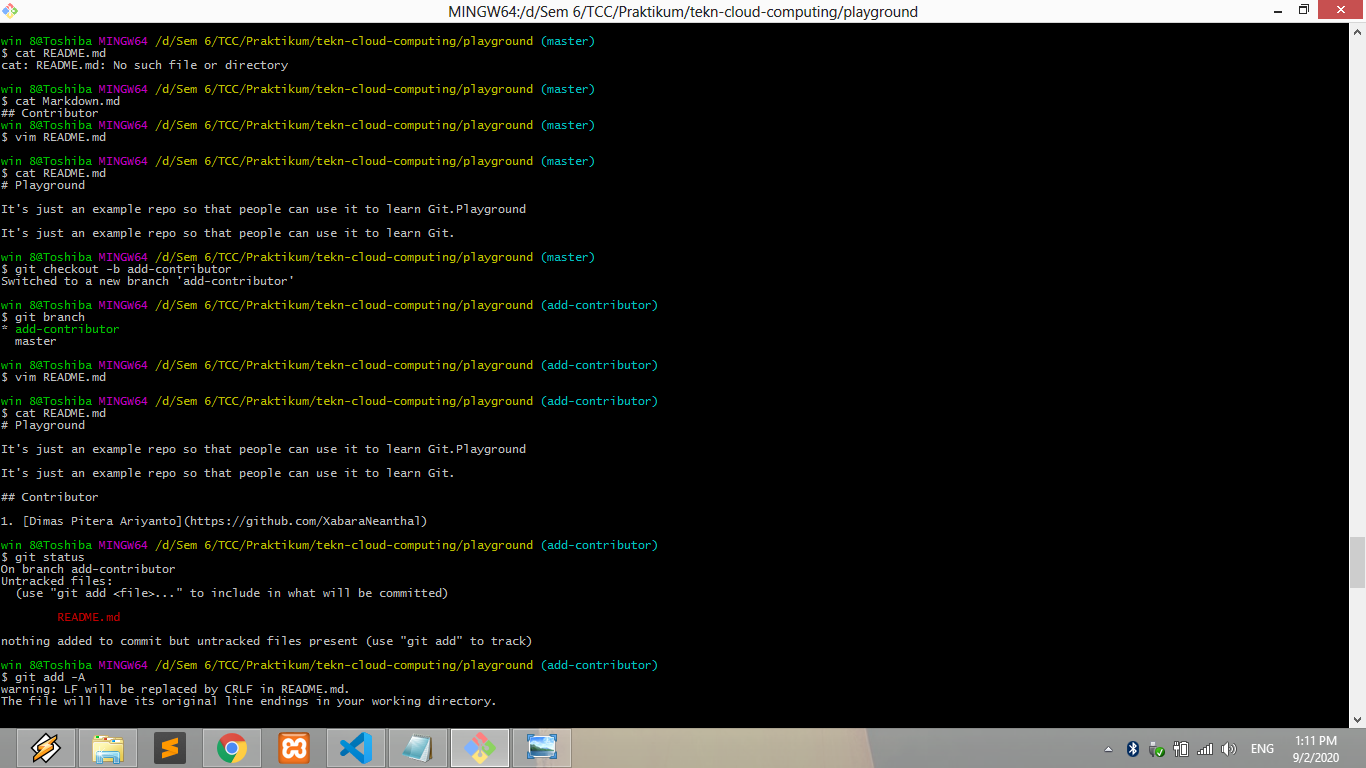 MINGW64:/d/Sem 6/TCC/Praktikum/tekn-cloud-computing/playground
win 8@Toshiba MINGW64 /d/Sem 6/TCC/Praktikum/tekn-cloud-computing/playground (master)
$ cat README.md
cat: README.md: No such file or directory
win 8@Toshiba MINGW64 /d/Sem 6/TCC/Praktikum/tekn-cloud-computing/playground (master)
$ cat Markdown.md
## Contributor
win 8@Toshiba MINGW64 /d/Sem 6/TCC/Praktikum/tekn-cloud-computing/playground (master)
$ vim README.md
win 8@Toshiba MINGW64 /d/Sem 6/TCC/Praktikum/tekn-cloud-computing/playground (master)
$ cat README.md
# Playground
It's just an example repo so that people can use it to learn Git.Playground
It's just an example repo so that people can use it to learn Git.
win 8@Toshiba MINGW64 /d/Sem 6/TCC/Praktikum/tekn-cloud-computing/playground (master)
$ git checkout -b add-contributor
Switched to a new branch 'add-contributor'
win 8@Toshiba MINGW64 /d/Sem 6/TCC/Praktikum/tekn-cloud-computing/playground (add-contributor)
$ git branch
* add-contributor
master
win 8@Toshiba MINGW64 /d/Sem 6/TCC/Praktikum/tekn-cloud-computing/playground (add-contributor)
$ vim README.md
win 8@Toshiba MINGW64 /d/Sem 6/TCC/Praktikum/tekn-cloud-computing/playground (add-contributor)
$ cat README.md
# Playground
It's just an example repo so that people can use it to learn Git.Playground
It's just an example repo so that people can use it to learn Git.
## Contributor
1. [Dimas Pitera Ariyanto](https://github.com/XabaraNeanthal)
win 8@Toshiba MINGW64 /d/Sem 6/TCC/Praktikum/tekn-cloud-computing/playground (add-contributor)
$ git status
On branch add-contributor
Untracked files:
(use "git add <file>..." to include in what will be committed)
README.md
nothing added to commit but untracked files present (use "git add" to track)
win 8@Toshiba MINGW64 /d/Sem 6/TCC/Praktikum/tekn-cloud-computing/playground (add-contributor)
$ git add -A
warning: LF will be replaced by CRLF in README.md.
The file will have its original line endings in your working directory.
ENG
1:11 PM
9/2/2020